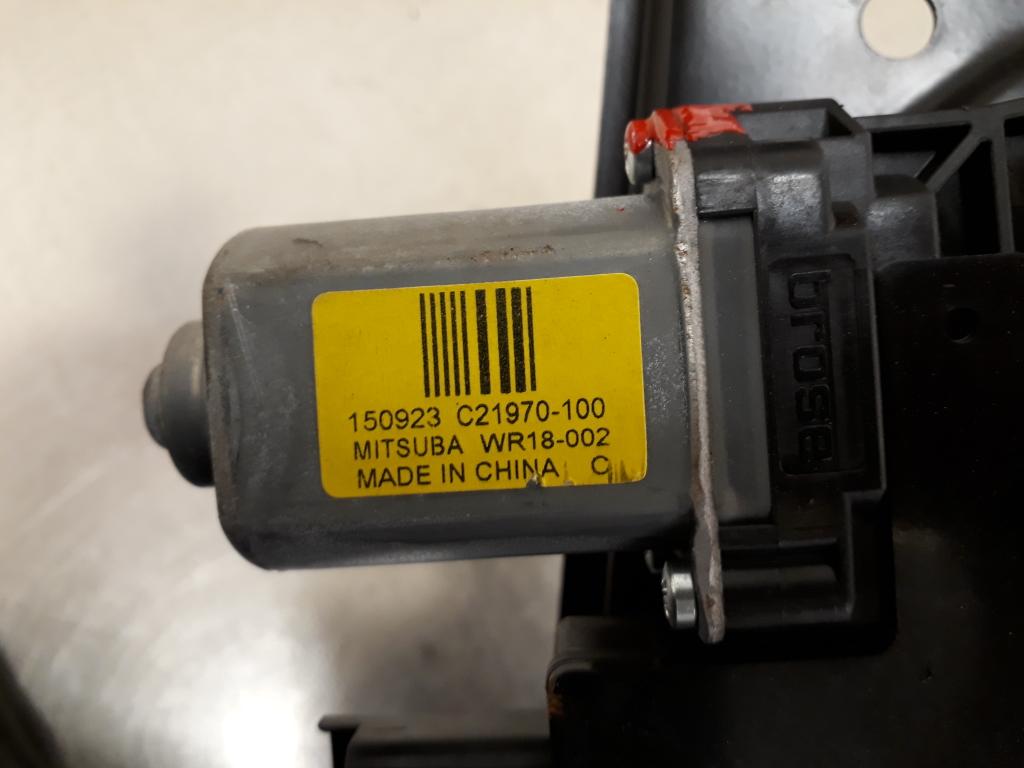 150923 C21970-100
MITSUBA WR18-002
MADE IN CHINA C
brose